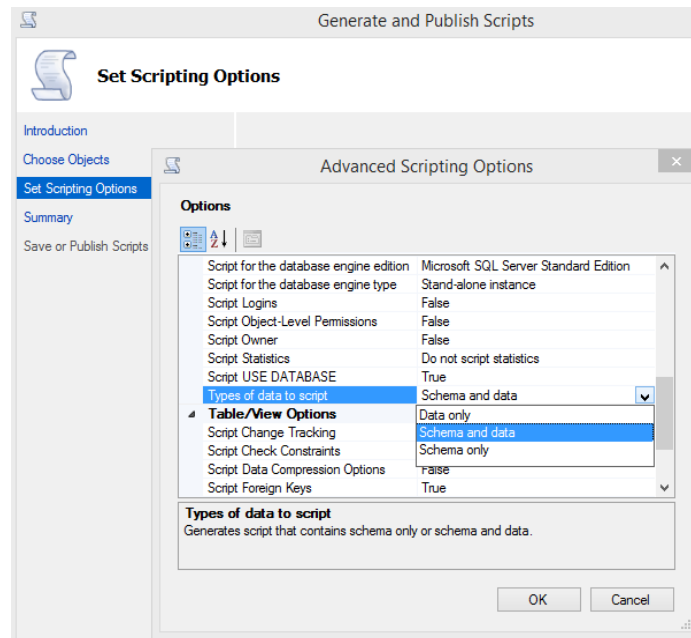 Generate and Publish Scripts
Set Scripting Options
Introduction
Choose Objects
Set Scripting Options
Summary
Save or Publish Scripts
Advanced Scripting Options
Options
Script for the database engine edition Microsoft SQL Server Standard Edition
Script for the database engine type Stand-alone instance
Script Logins False
Script Object-Level Permissions False
Script Owner False
Script Statistics Do not script statistics
Script USE DATABASE True
Types of data to script Schema and data
Table/View Options Data only
Script Change Tracking Schema and data
Script Check Constraints Schema only
Script Data Compression Options False
Script Foreign Keys True
Types of data to script
Generates script that contains schema only or schema and data.
OK Cancel